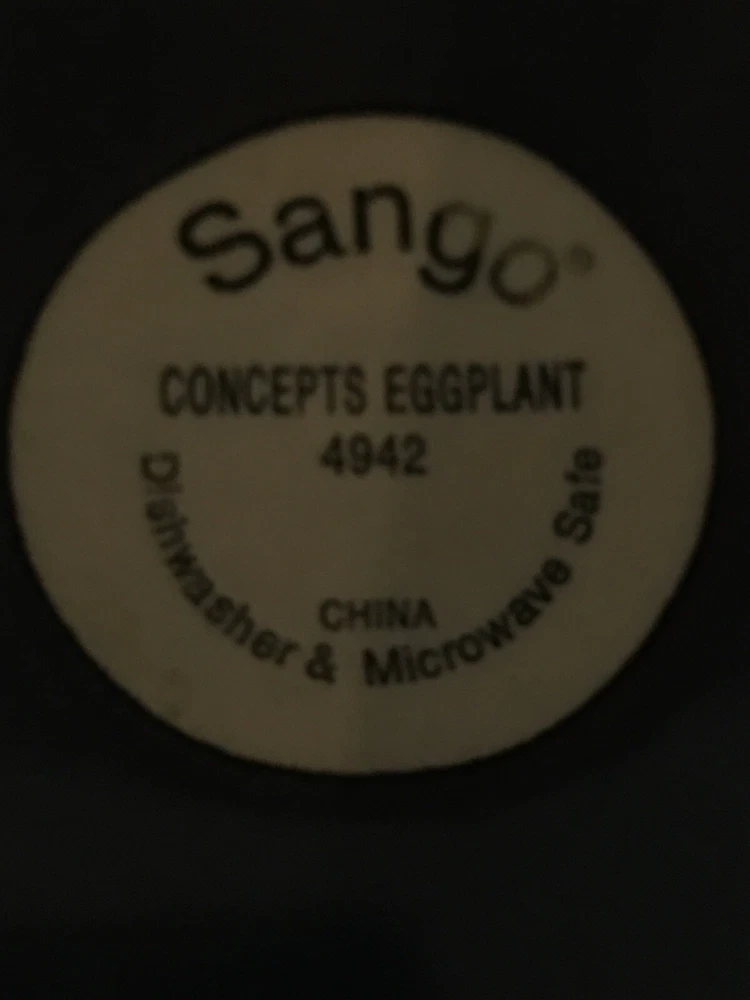 Sango®
CONCEPTS EGGPLANT
4942
CHINA
Dishwasher & Microwave Safe